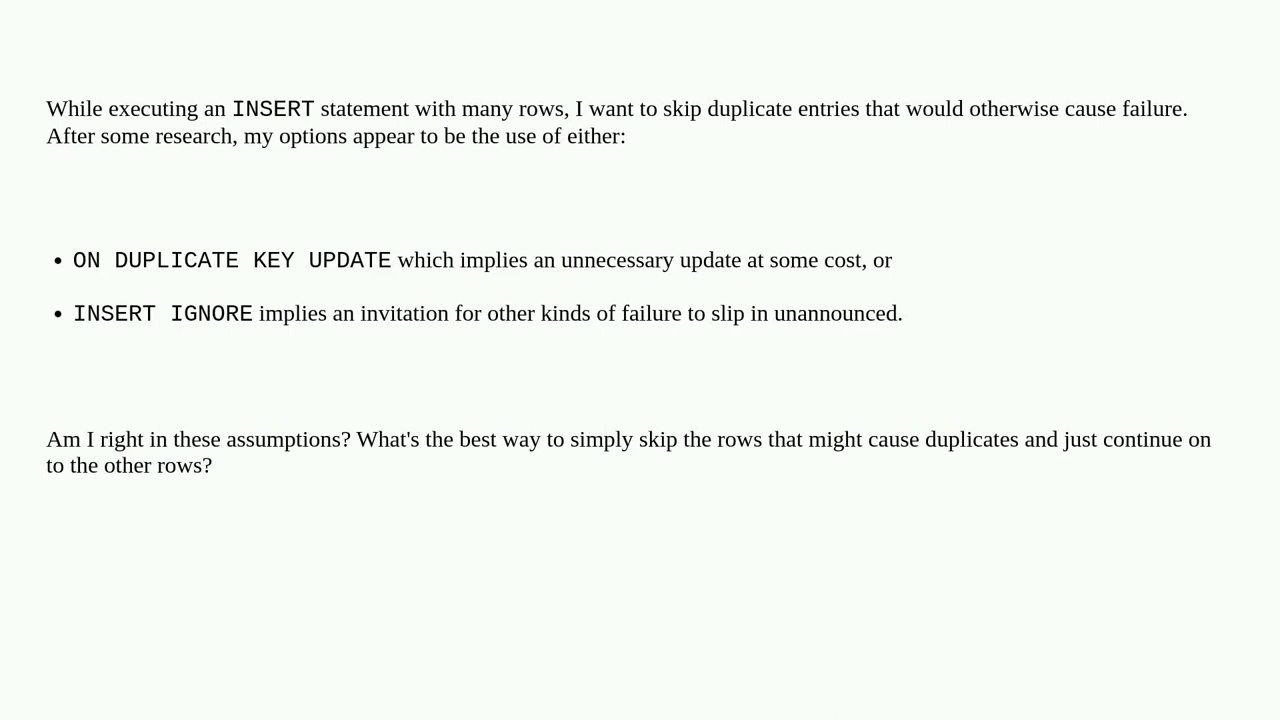 While executing an INSERT statement with many rows, I want to skip duplicate entries that would otherwise cause failure.
After some research, my options appear to be the use of either:
• ON DUPLICATE KEY UPDATE which implies an unnecessary update at some cost, or
• INSERT IGNORE implies an invitation for other kinds of failure to slip in unannounced.
Am I right in these assumptions? What's the best way to simply skip the rows that might cause duplicates and just continue on
to the other rows?